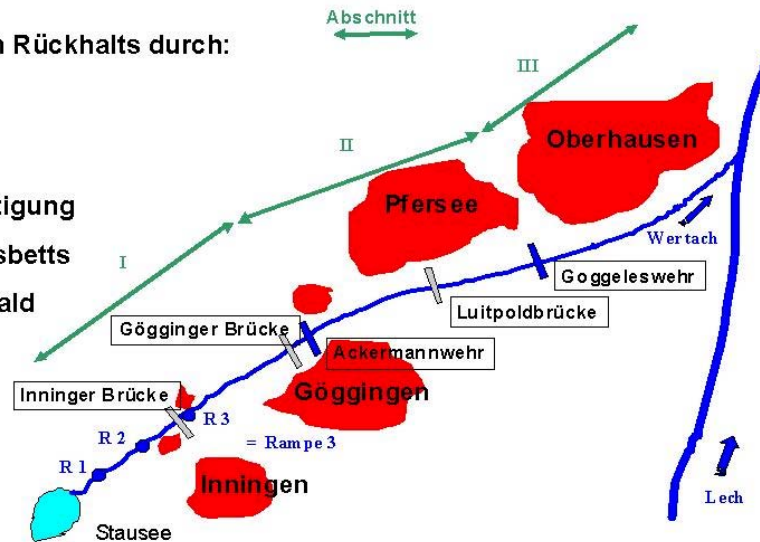 Abschnitt
n Rückhalts durch:
III
Oberhausen
II
Pfersee
tigung
sbetts
ald
I
Wertach
Goggeleswehr
Luitpoldbrücke
Gögginger Brücke
Ackermannwehr
Göggingen
Inninger Brücke
R 3
R 2
= Rampe 3
R 1
Inningen
Lech
Stausee